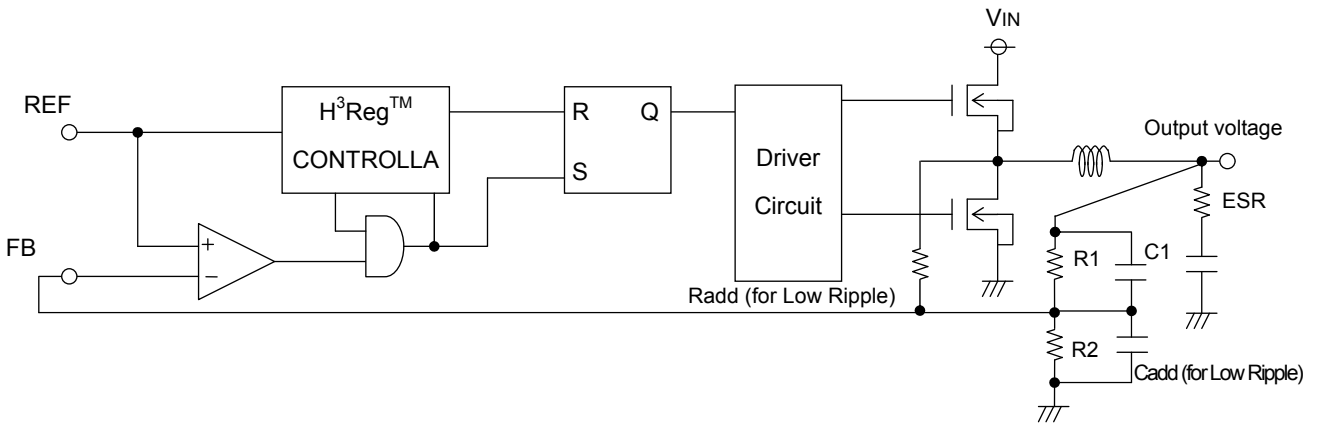 VIN
REF
H³Reg™
CONTROLLA
R
Q
S
Driver
Circuit
Output voltage
ESR
FB
+
−
R1
C1
Radd (for Low Ripple)
R2
Cadd (for Low Ripple)